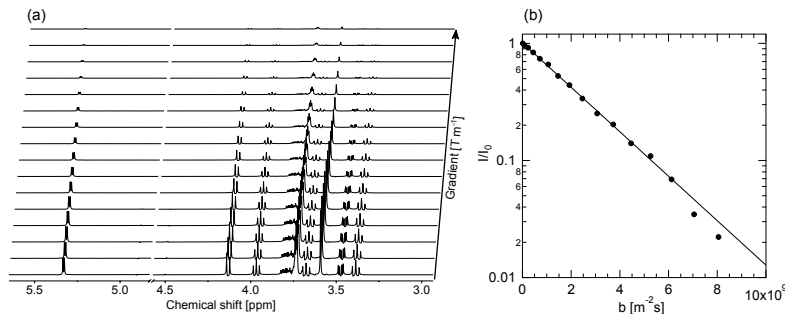 (a)
Gradient [T m⁻¹]
5.5 5.0 4.5 4.0 3.5 3.0
Chemical shift [ppm]
(b)
1
8
6
4
2
0.1
8
6
4
2
0.01
I/I₀
0 2 4 6 8 10x10⁹
b [m⁻²s]